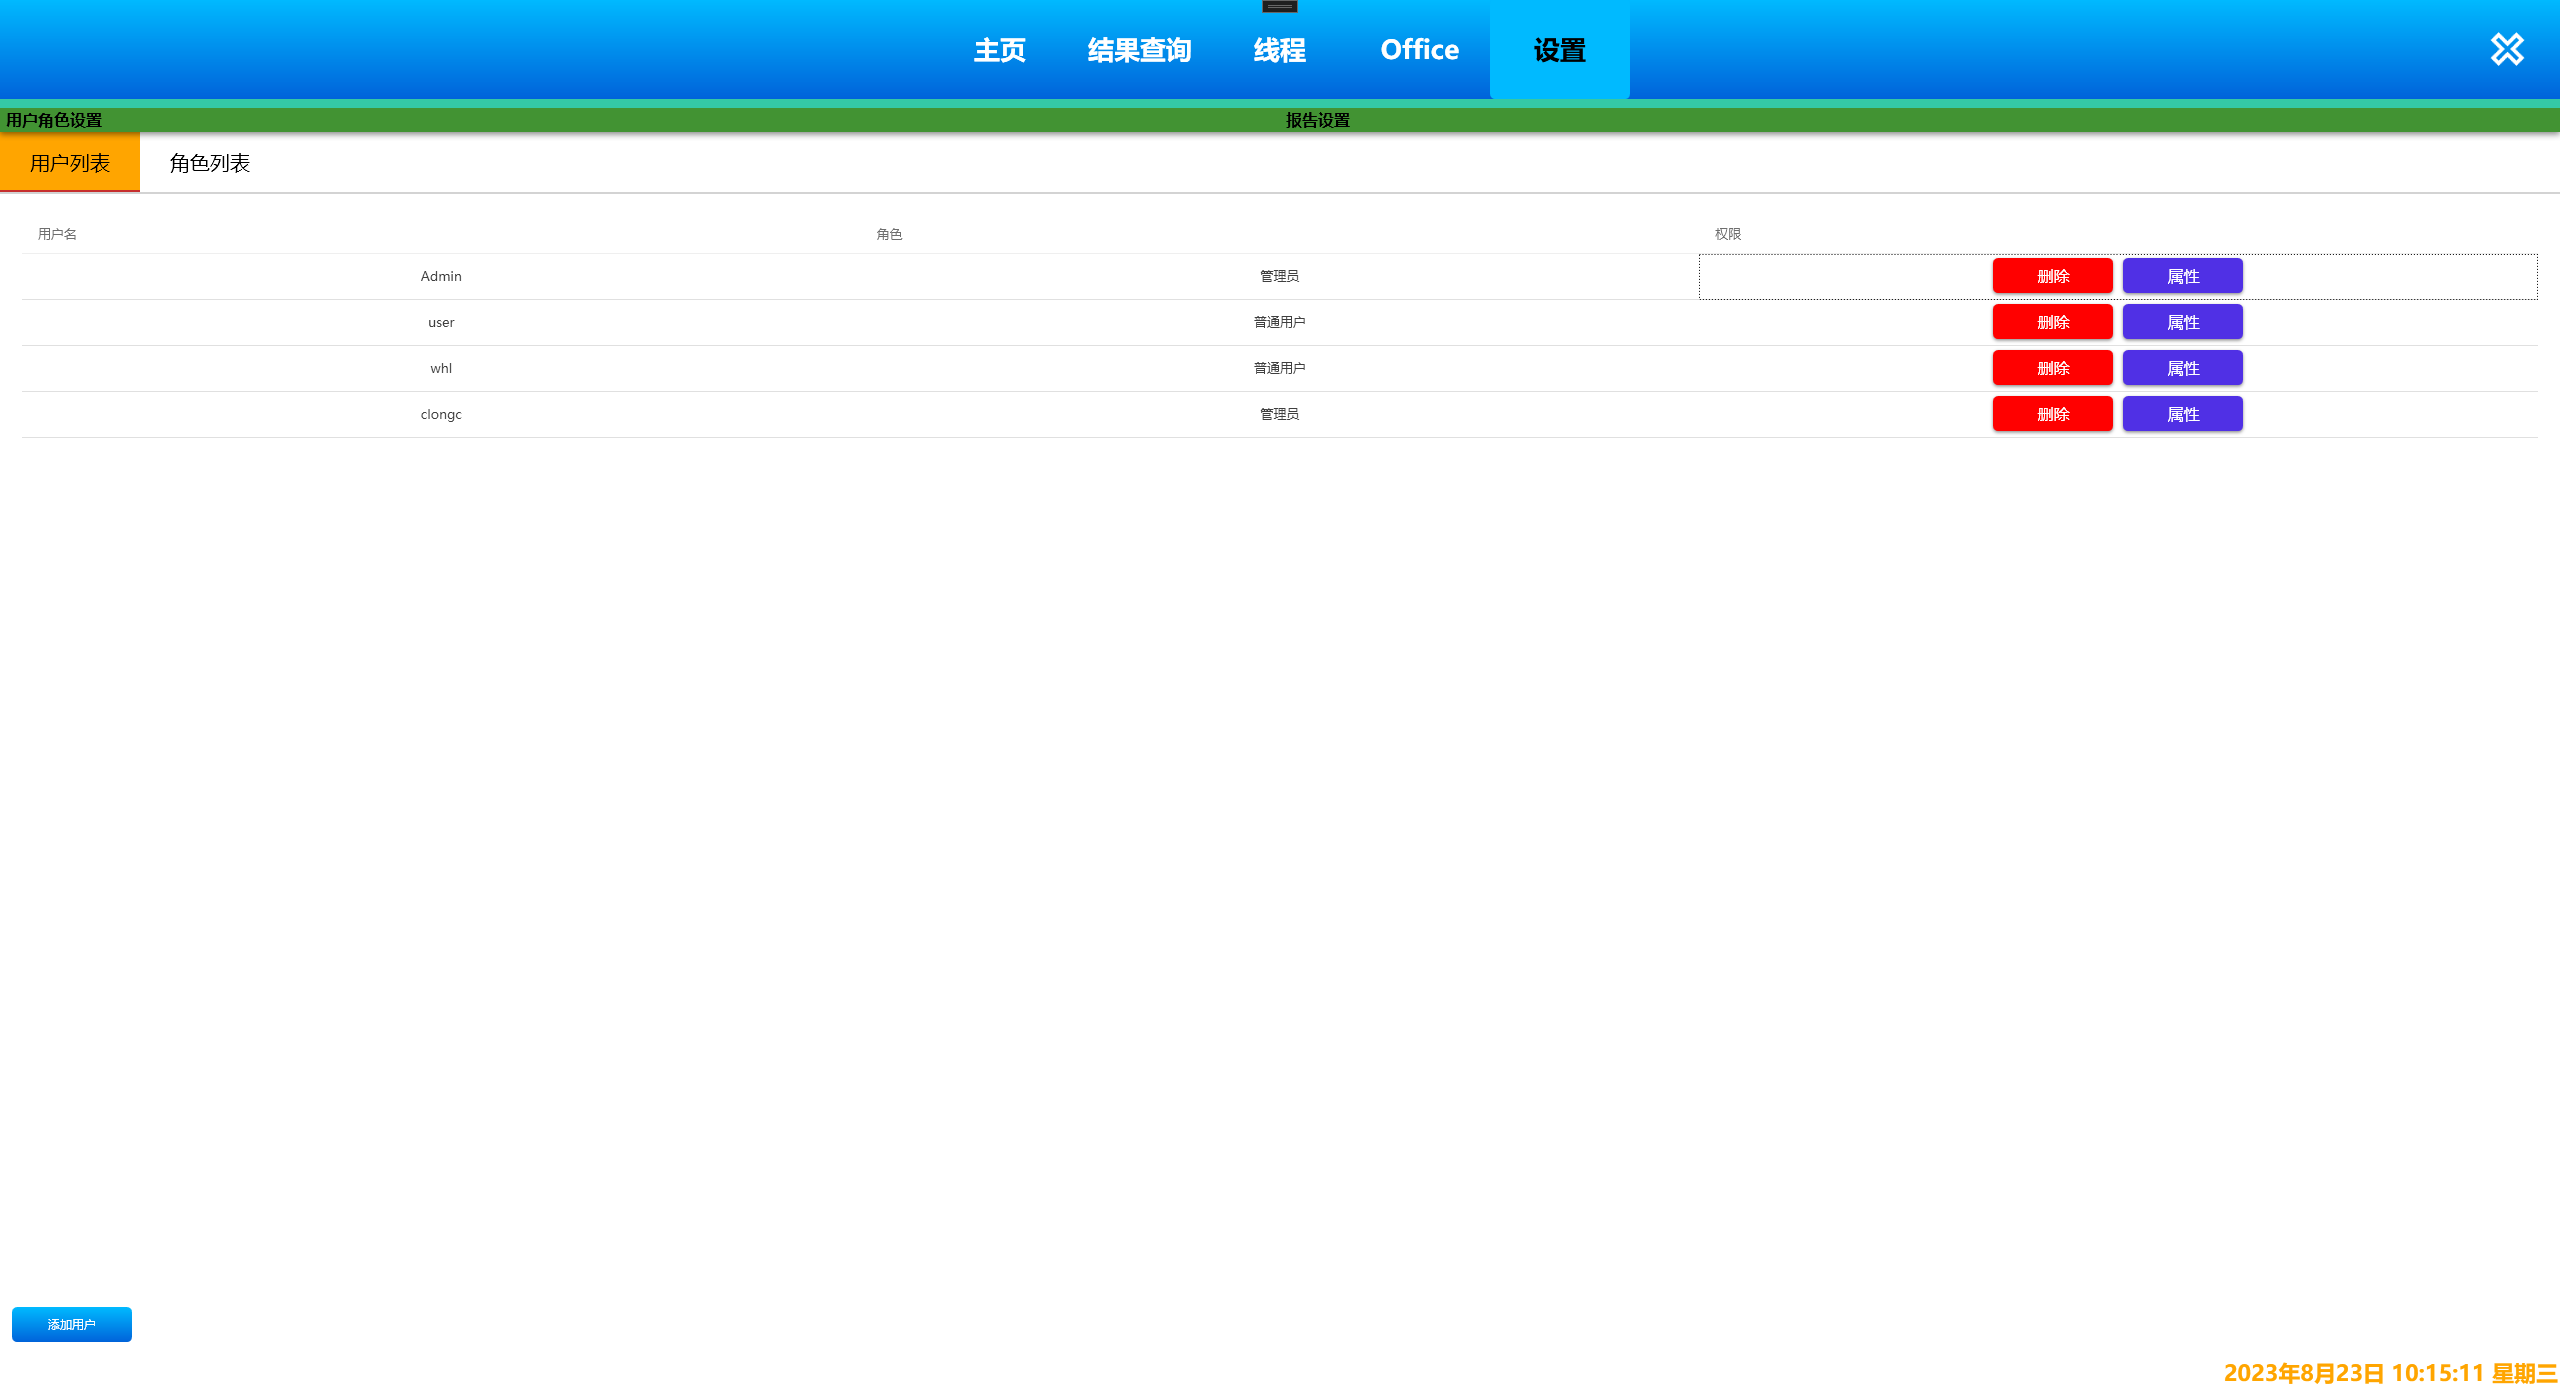 主页 结果查询 线程 Office 设置
用户角色设置 报告设置
用户列表 角色列表
用户名 角色 权限
Admin 管理员 删除 属性
user 普通用户 删除 属性
whl 普通用户 删除 属性
clongc 管理员 删除 属性
添加用户
2023年8月23日 10:15:11 星期三